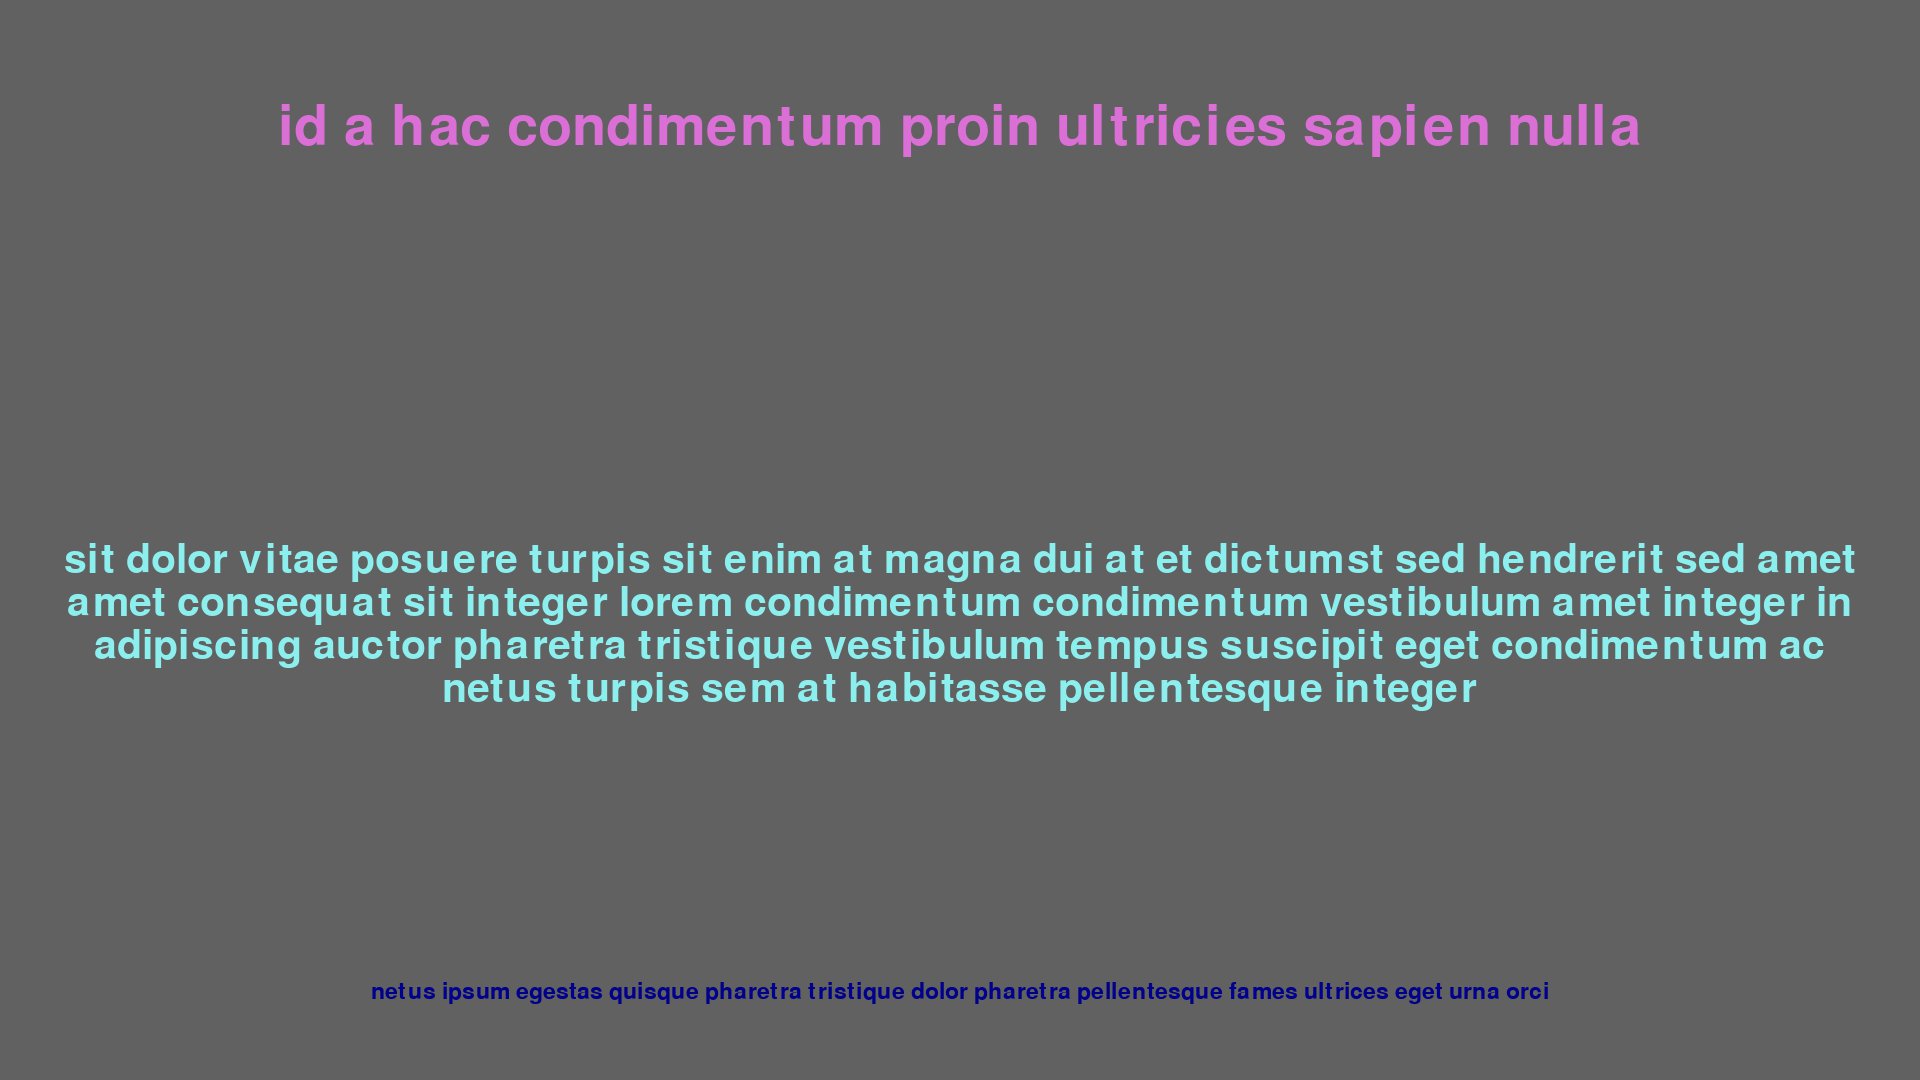 id a hac condimentum proin ultricies sapien nulla
sit dolor vitae posuere turpis sit enim at magna dui at et dictumst sed hendrerit sed amet
amet consequat sit integer lorem condimentum condimentum vestibulum amet integer in
adipiscing auctor pharetra tristique vestibulum tempus suscipit eget condimentum ac
netus turpis sem at habitasse pellentesque integer
netus ipsum egestas quisque pharetra tristique dolor pharetra pellentesque fames ultrices eget urna orci